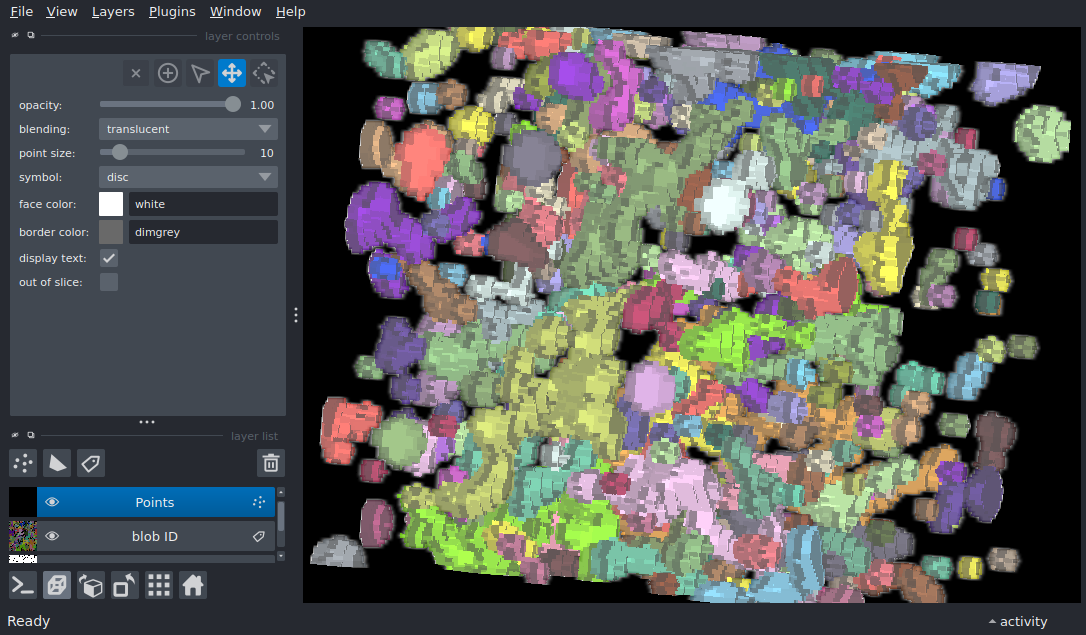 File View Layers Plugins Window Help
layer controls
opacity: 1.00
blending: translucent
point size: 10
symbol: disc
face color: white
border color: dimgrey
display text:
out of slice:
layer list
Points
blob ID
Ready
activity